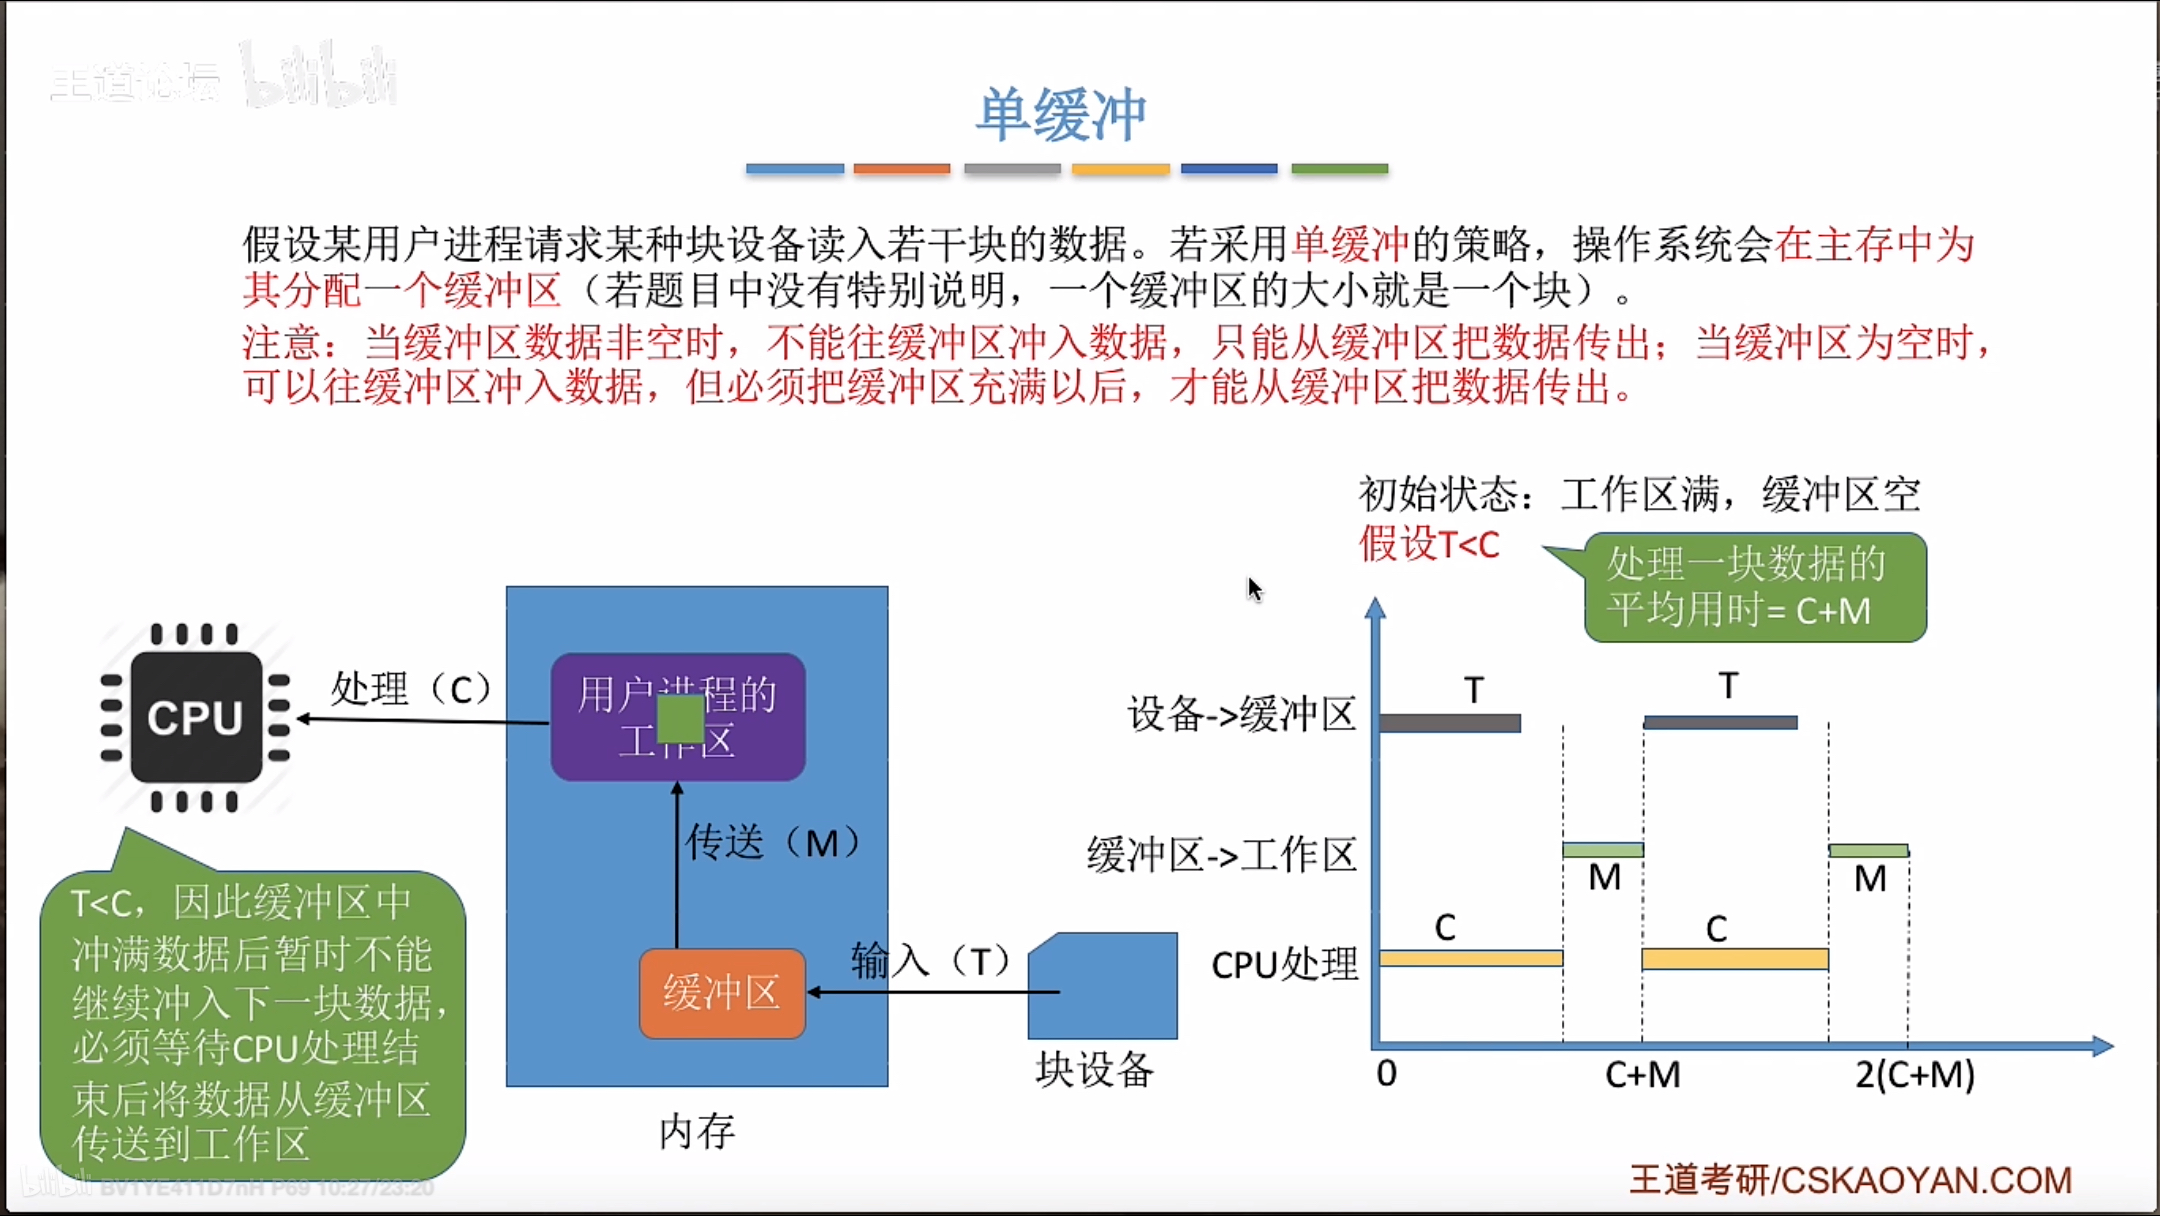 王道论坛 bilibili
单缓冲
假设某用户进程请求某种块设备读入若干块的数据。若采用单缓冲的策略，操作系统会在主存中为
其分配一个缓冲区（若题目中没有特别说明，一个缓冲区的大小就是一个块）。
注意：当缓冲区数据非空时，不能往缓冲区冲入数据，只能从缓冲区把数据传出；当缓冲区为空时，
可以往缓冲区冲入数据，但必须把缓冲区充满以后，才能从缓冲区把数据传出。
初始状态：工作区满，缓冲区空
假设T<C
处理一块数据的
平均用时= C+M
CPU
处理（C）
用户进程的
工作区
传送（M）
缓冲区
输入（T）
块设备
内存
T<C，因此缓冲区中
冲满数据后暂时不能
继续冲入下一块数据，
必须等待CPU处理结
束后将数据从缓冲区
传送到工作区
设备->缓冲区
T
T
缓冲区->工作区
M
M
CPU处理
C
C
0
C+M
2(C+M)
bilibili BV1YE411D7nH P69 10:27/23:20
王道考研/CSKAOYAN.COM